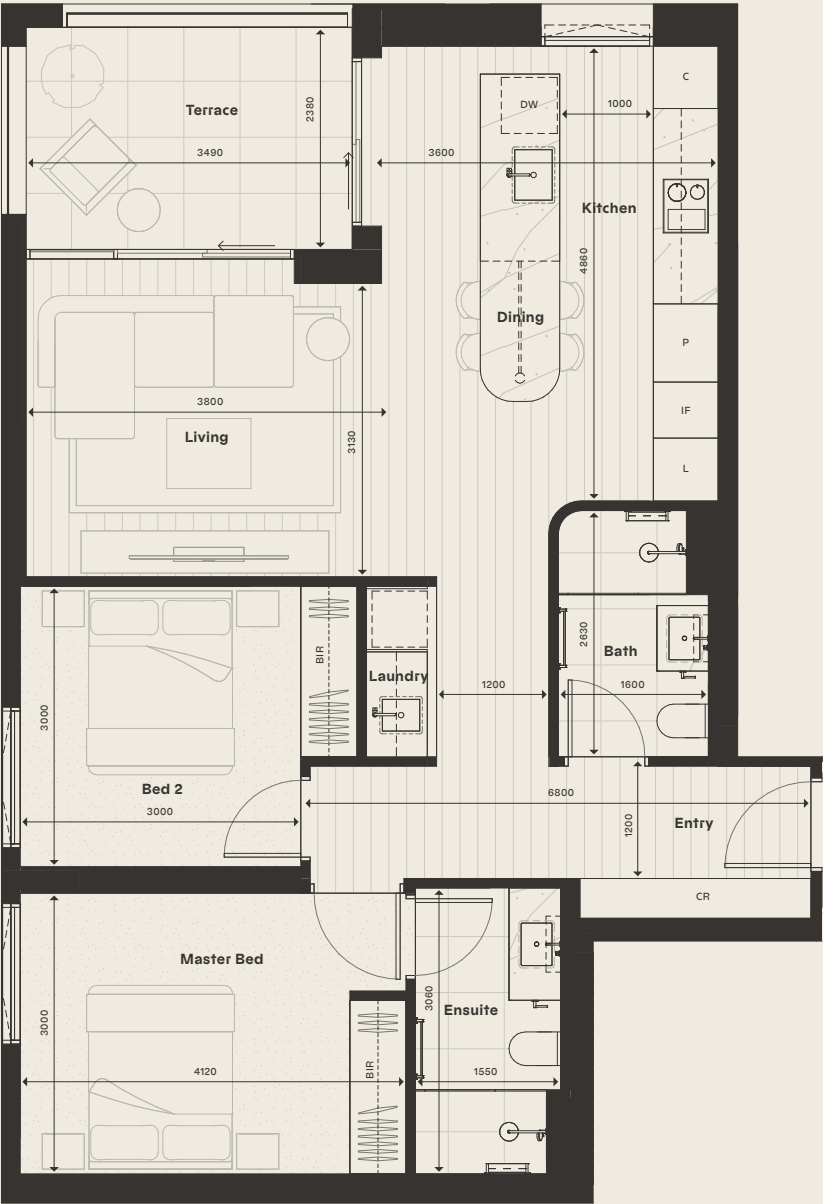 DW
C
1000
Terrace
2380
3490
3600
Kitchen
4860
Dining
P
3800
IF
Living
3130
L
2630
BIR
Bath
Laundry
1200
1600
3000
Bed 2
6800
3000
Entry
1200
CR
Master Bed
3060
Ensuite
3000
4120
BIR
1550